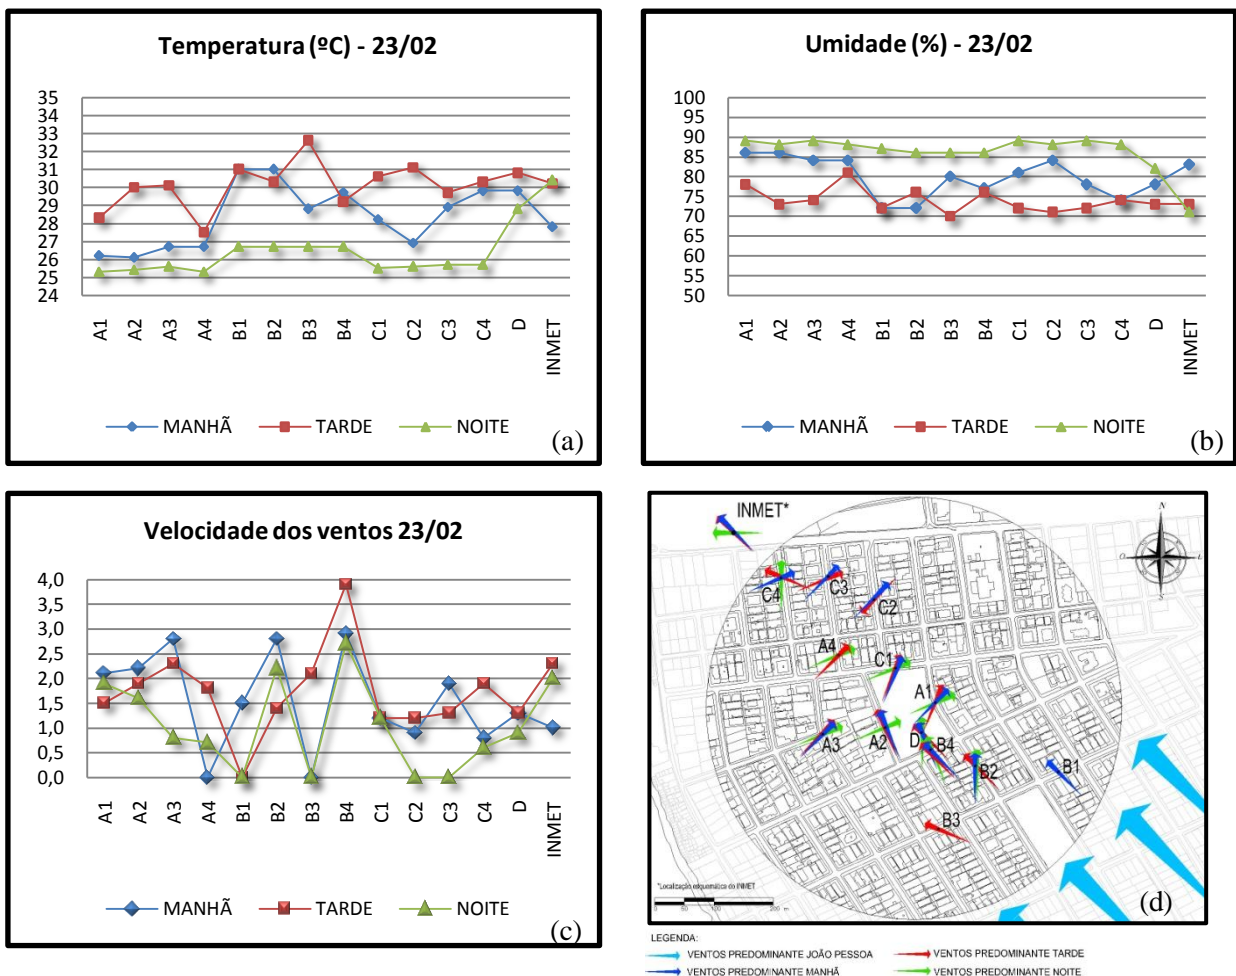 Temperatura (ºC) - 23/02
35
34
33
32
31
30
29
28
27
26
25
24
A1
A2
A3
A4
B1
B2
B3
B4
C1
C2
C3
C4
D
INMET
MANHÃ TARDE NOITE
(a)
Umidade (%) - 23/02
100
95
90
85
80
75
70
65
60
55
50
A1
A2
A3
A4
B1
B2
B3
B4
C1
C2
C3
C4
D
INMET
MANHÃ TARDE NOITE
(b)
Velocidade dos ventos 23/02
4,0
3,5
3,0
2,5
2,0
1,5
1,0
0,5
0,0
A1
A2
A3
A4
B1
B2
B3
B4
C1
C2
C3
C4
D
INMET
MANHÃ TARDE NOITE
(c)
INMET*
N
O L
S
C4
C3
C2
A4
C1
A1
A3
A2
D
B4
B2
B1
B3
*Localização esquemática do INMET
0 50 100 200 m
(d)
LEGENDA:
VENTOS PREDOMINANTE JOÃO PESSOA VENTOS PREDOMINANTE TARDE
VENTOS PREDOMINANTE MANHÃ VENTOS PREDOMINANTE NOITE